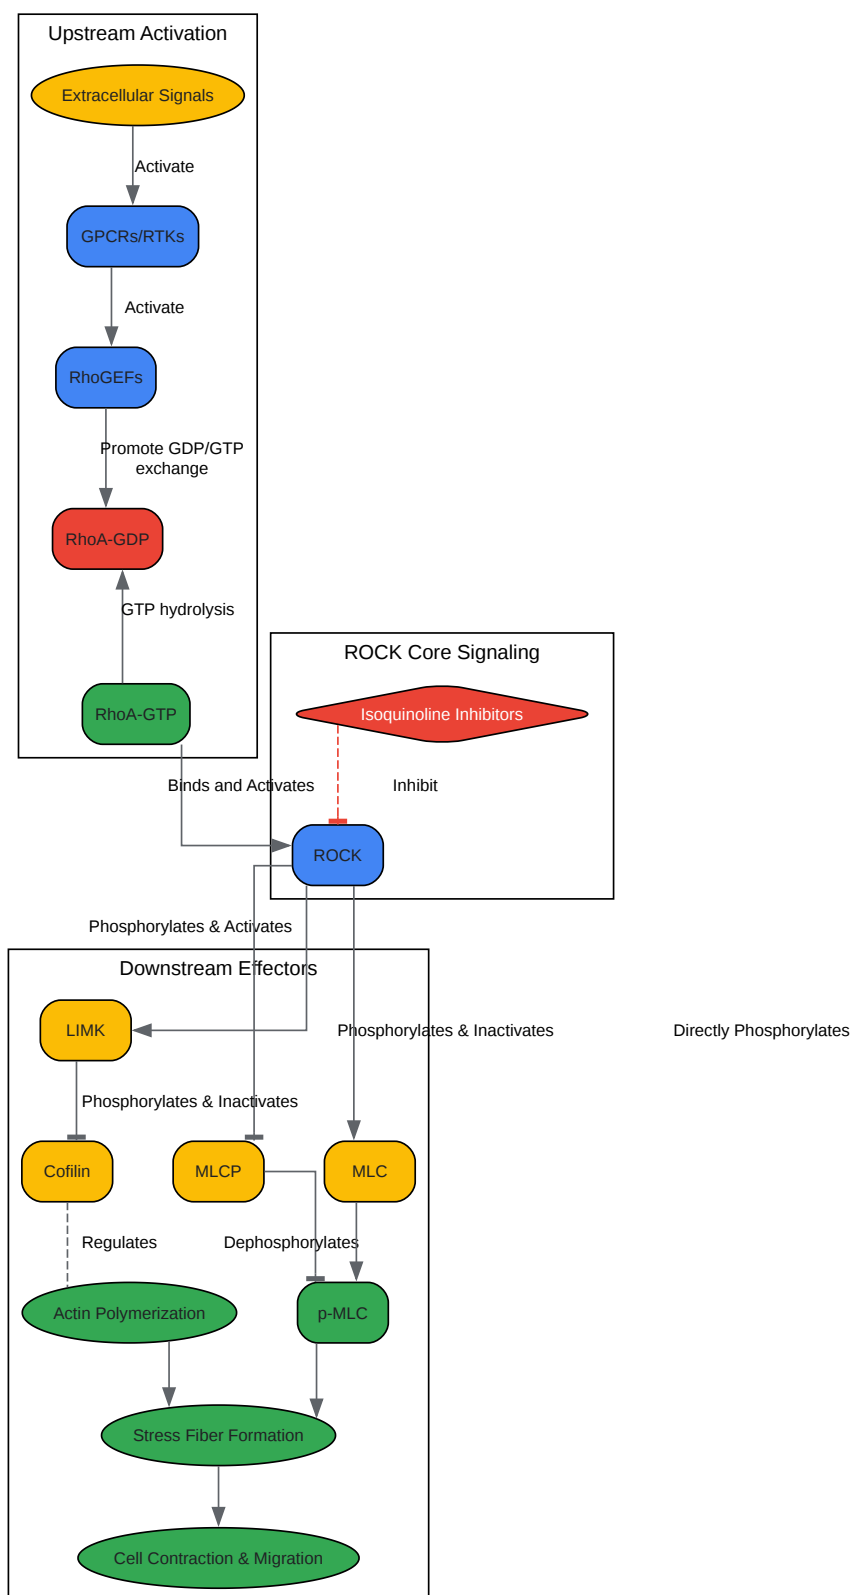 Upstream Activation
Extracellular Signals
Activate
GPCRs/RTKs
Activate
RhoGEFs
Promote GDP/GTP
exchange
RhoA-GDP
GTP hydrolysis
RhoA-GTP
ROCK Core Signaling
Isoquinoline Inhibitors
Binds and Activates
Inhibit
ROCK
Phosphorylates & Activates
Downstream Effectors
LIMK
Phosphorylates & Inactivates
Directly Phosphorylates
Phosphorylates & Inactivates
Cofilin
MLCP
MLC
Regulates
Dephosphorylates
Actin Polymerization
p-MLC
Stress Fiber Formation
Cell Contraction & Migration